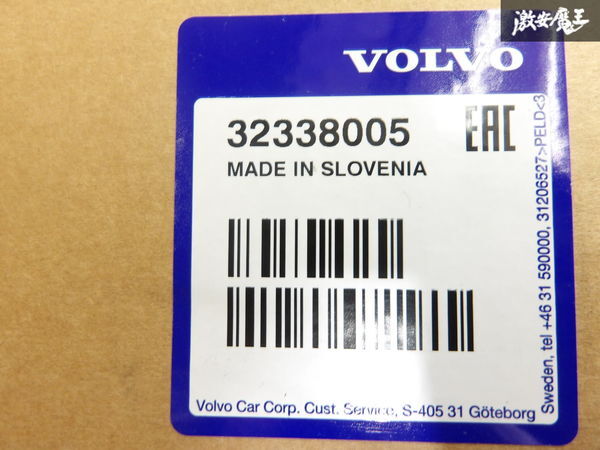 激安魔王
VOLVO
32338005
EAC
MADE IN SLOVENIA
Volvo Car Corp. Cust. Service, S-405 31 Göteborg
Sweden, tel +46 31 590000, 31206527>PELD<3